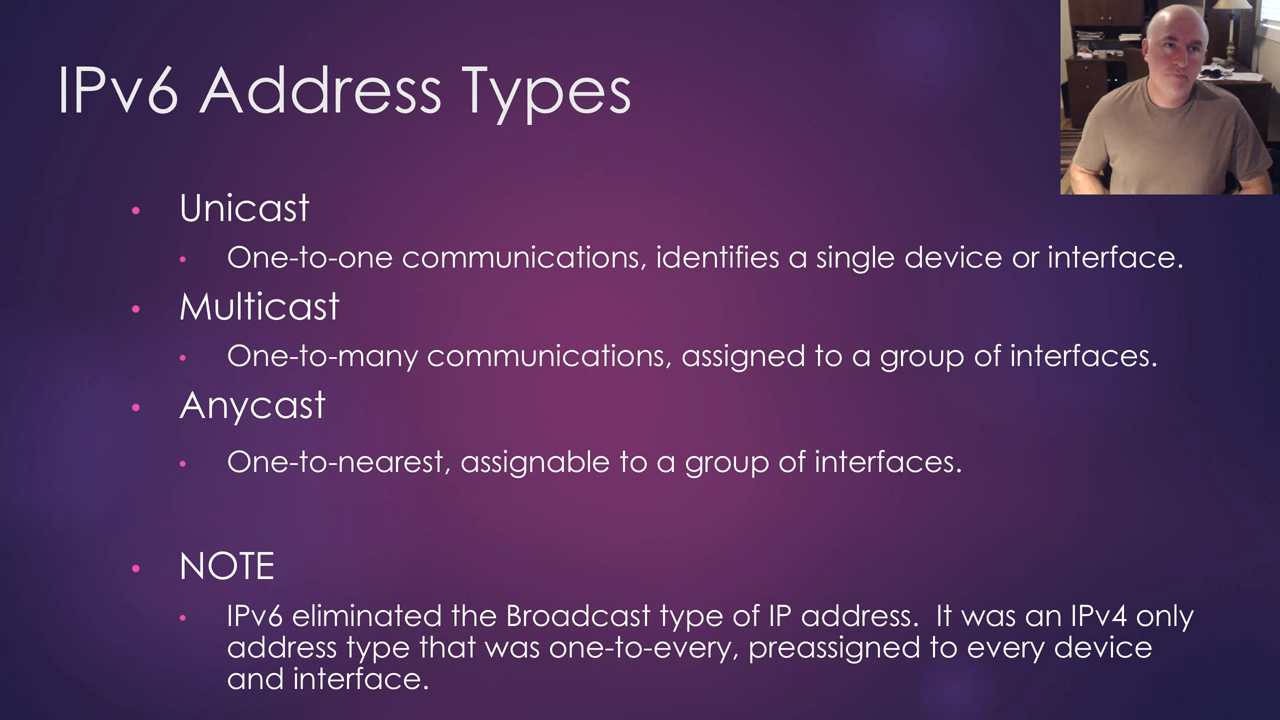 IPv6 Address Types
Unicast
One-to-one communications, identifies a single device or interface.
Multicast
One-to-many communications, assigned to a group of interfaces.
Anycast
One-to-nearest, assignable to a group of interfaces.
NOTE
IPv6 eliminated the Broadcast type of IP address.  It was an IPv4 only
address type that was one-to-every, preassigned to every device
and interface.